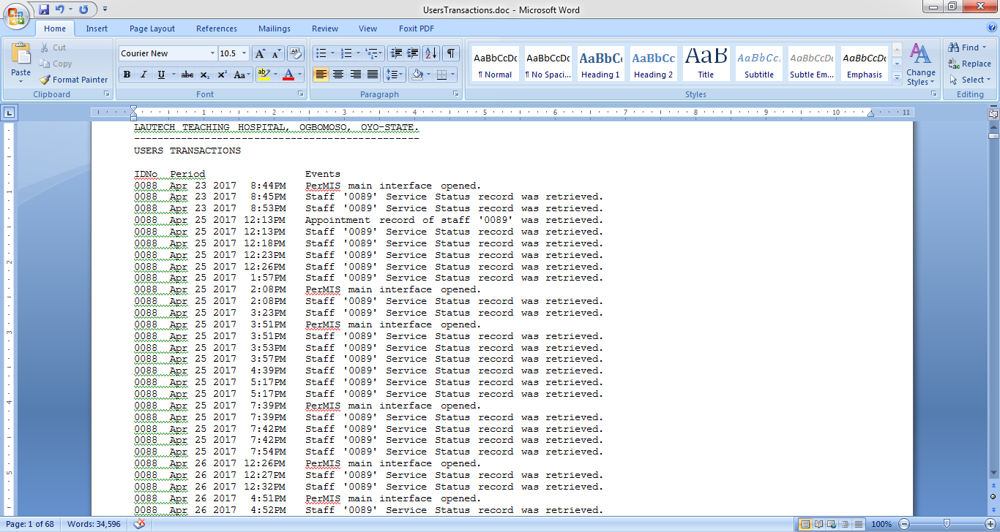 UsersTransactions.doc - Microsoft Word
Home Insert Page Layout References Mailings Review View Foxit PDF
Paste
Cut
Copy
Format Painter
Clipboard
Courier New 10.5
B I U abc X₂ X² Aa ab A
Font
Paragraph
AaBbCcDc AaBbCcDc AaBbCc AaBbCc AaB AaBbCc. AaBbCcDc AaBbCcDc
¶ Normal ¶ No Spaci... Heading 1 Heading 2 Title Subtitle Subtle Em... Emphasis
Change Styles
Styles
Find
Replace
Select
Editing
1 2 3 4 5 6 7 8 9 10 11
LAUTECH TEACHING HOSPITAL, OGBOMOSO, OYO-STATE.
-----------------------------------------------
USERS TRANSACTIONS
IDNo Period Events
0088 Apr 23 2017 8:44PM PerMIS main interface opened.
0088 Apr 23 2017 8:45PM Staff '0089' Service Status record was retrieved.
0088 Apr 23 2017 8:53PM Staff '0089' Service Status record was retrieved.
0088 Apr 25 2017 12:13PM Appointment record of staff '0089' was retrieved.
0088 Apr 25 2017 12:13PM Staff '0089' Service Status record was retrieved.
0088 Apr 25 2017 12:18PM Staff '0089' Service Status record was retrieved.
0088 Apr 25 2017 12:23PM Staff '0089' Service Status record was retrieved.
0088 Apr 25 2017 12:26PM Staff '0089' Service Status record was retrieved.
0088 Apr 25 2017 1:57PM Staff '0089' Service Status record was retrieved.
0088 Apr 25 2017 2:08PM PerMIS main interface opened.
0088 Apr 25 2017 2:08PM Staff '0089' Service Status record was retrieved.
0088 Apr 25 2017 3:23PM Staff '0089' Service Status record was retrieved.
0088 Apr 25 2017 3:51PM PerMIS main interface opened.
0088 Apr 25 2017 3:51PM Staff '0089' Service Status record was retrieved.
0088 Apr 25 2017 3:53PM Staff '0089' Service Status record was retrieved.
0088 Apr 25 2017 3:57PM Staff '0089' Service Status record was retrieved.
0088 Apr 25 2017 4:39PM Staff '0089' Service Status record was retrieved.
0088 Apr 25 2017 5:17PM Staff '0089' Service Status record was retrieved.
0088 Apr 25 2017 5:17PM Staff '0089' Service Status record was retrieved.
0088 Apr 25 2017 7:39PM PerMIS main interface opened.
0088 Apr 25 2017 7:39PM Staff '0089' Service Status record was retrieved.
0088 Apr 25 2017 7:42PM Staff '0089' Service Status record was retrieved.
0088 Apr 25 2017 7:42PM Staff '0089' Service Status record was retrieved.
0088 Apr 25 2017 7:54PM Staff '0089' Service Status record was retrieved.
0088 Apr 26 2017 12:26PM PerMIS main interface opened.
0088 Apr 26 2017 12:27PM Staff '0089' Service Status record was retrieved.
0088 Apr 26 2017 12:32PM Staff '0089' Service Status record was retrieved.
0088 Apr 26 2017 4:51PM PerMIS main interface opened.
0088 Apr 26 2017 4:52PM Staff '0089' Service Status record was retrieved.
Page: 1 of 68 Words: 34,596 100%